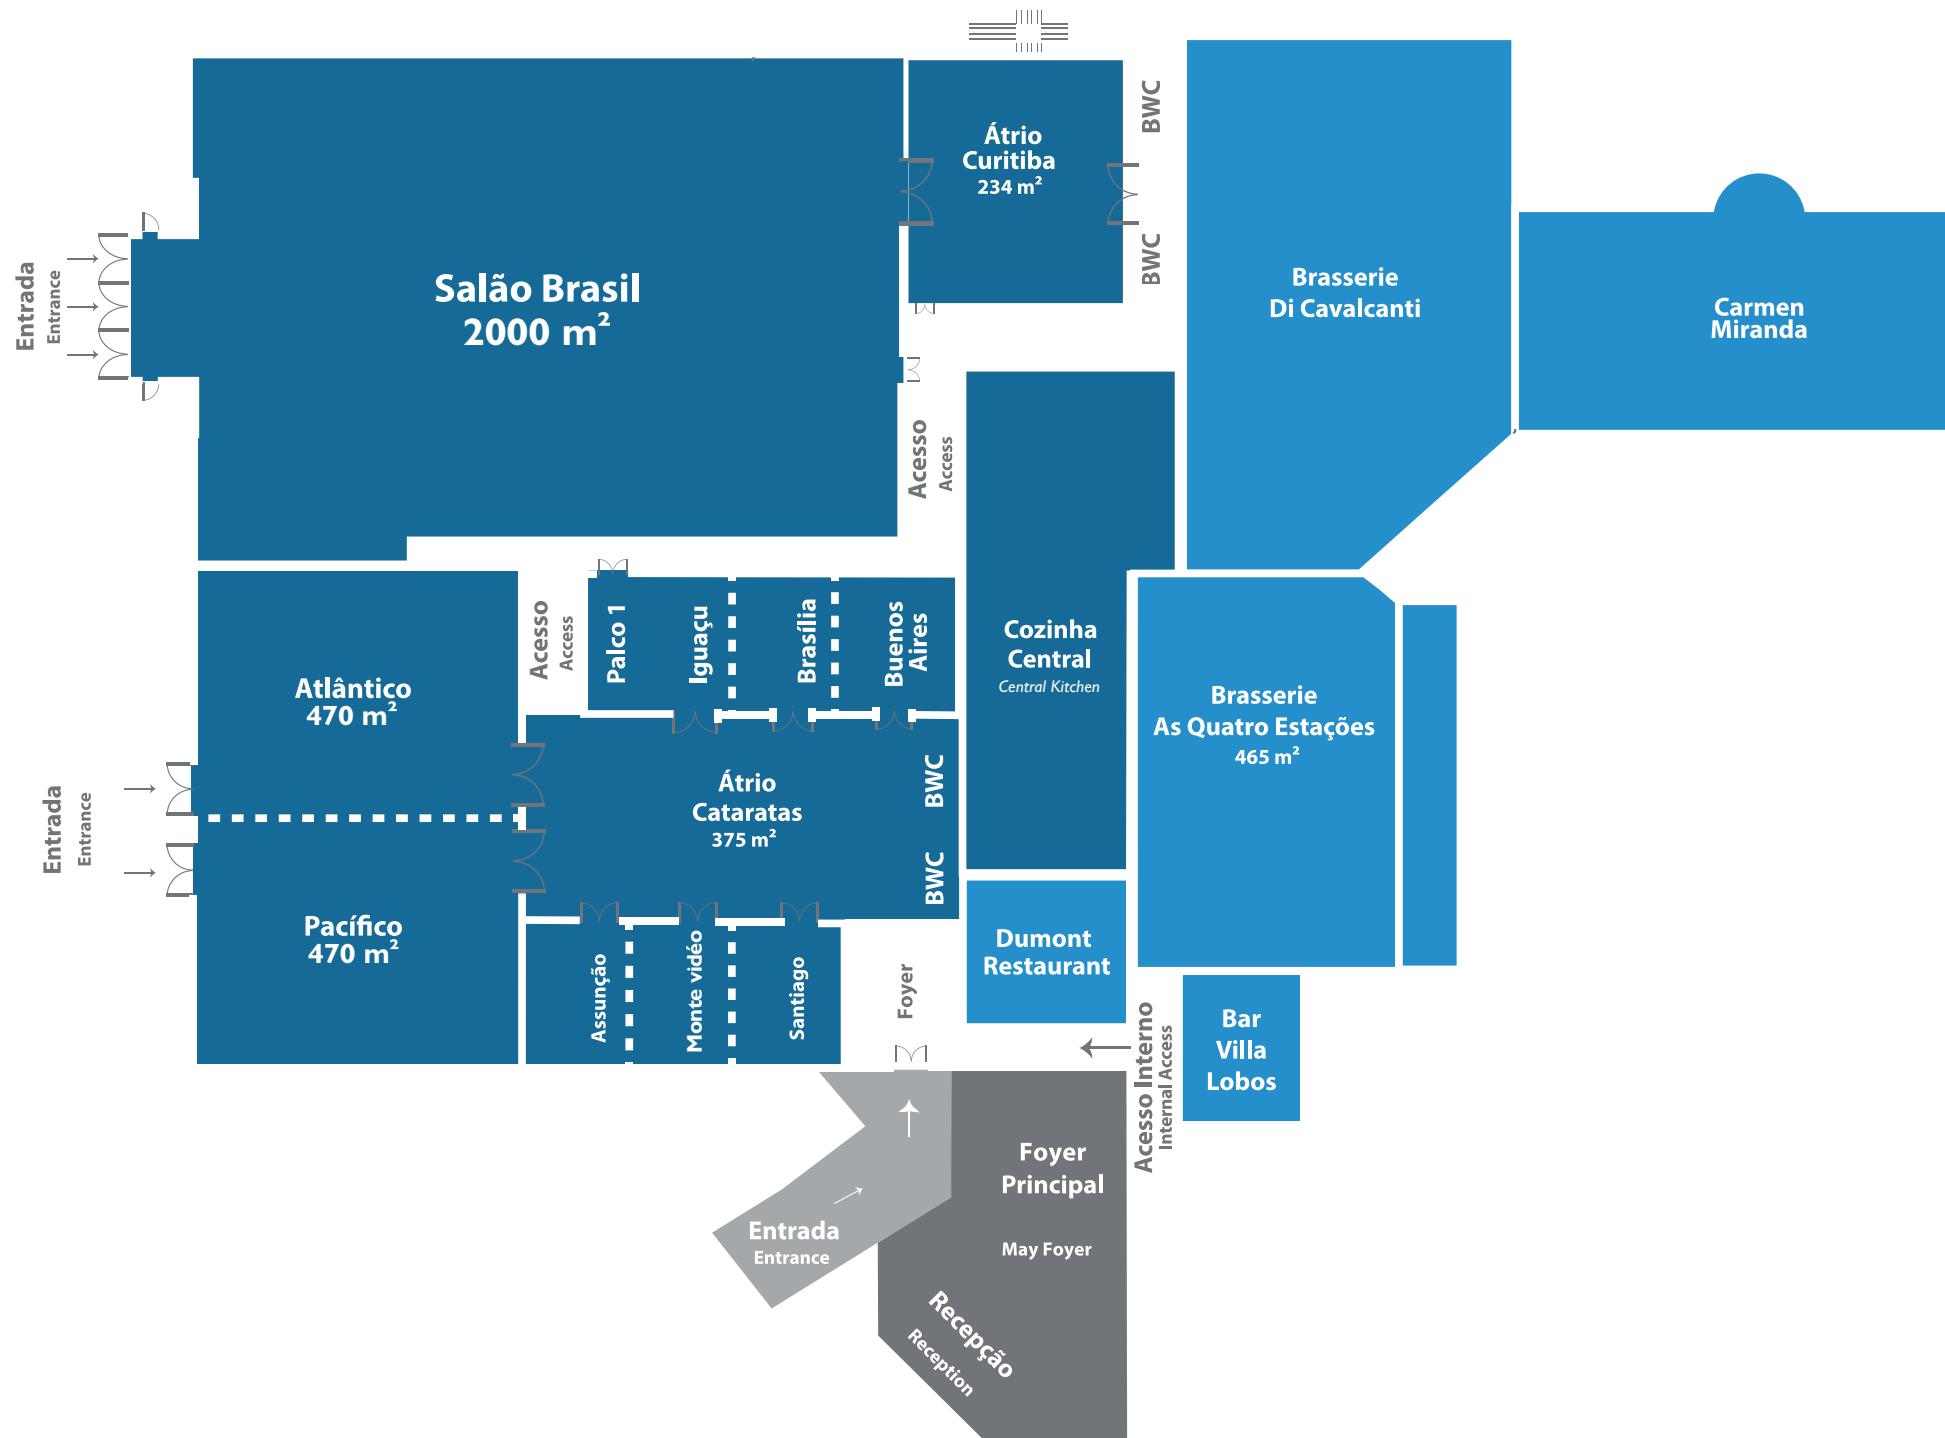 Átrio
Curitiba
234 m²
BWC
BWC
Entrada
Entrance
Salão Brasil
2000 m²
Brasserie
Di Cavalcanti
Carmen
Miranda
Acesso
Access
Acesso
Access
Palco 1
Iguaçu
Brasília
Buenos
Aires
Cozinha
Central
Central Kitchen
Atlântico
470 m²
Brasserie
As Quatro Estações
465 m²
Entrada
Entrance
Átrio
Cataratas
375 m²
BWC
BWC
Pacífico
470 m²
Assunção
Monte vidéo
Santiago
Foyer
Dumont
Restaurant
Acesso Interno
Internal Access
Bar
Villa
Lobos
Foyer
Principal
May Foyer
Entrada
Entrance
Recepção
Reception